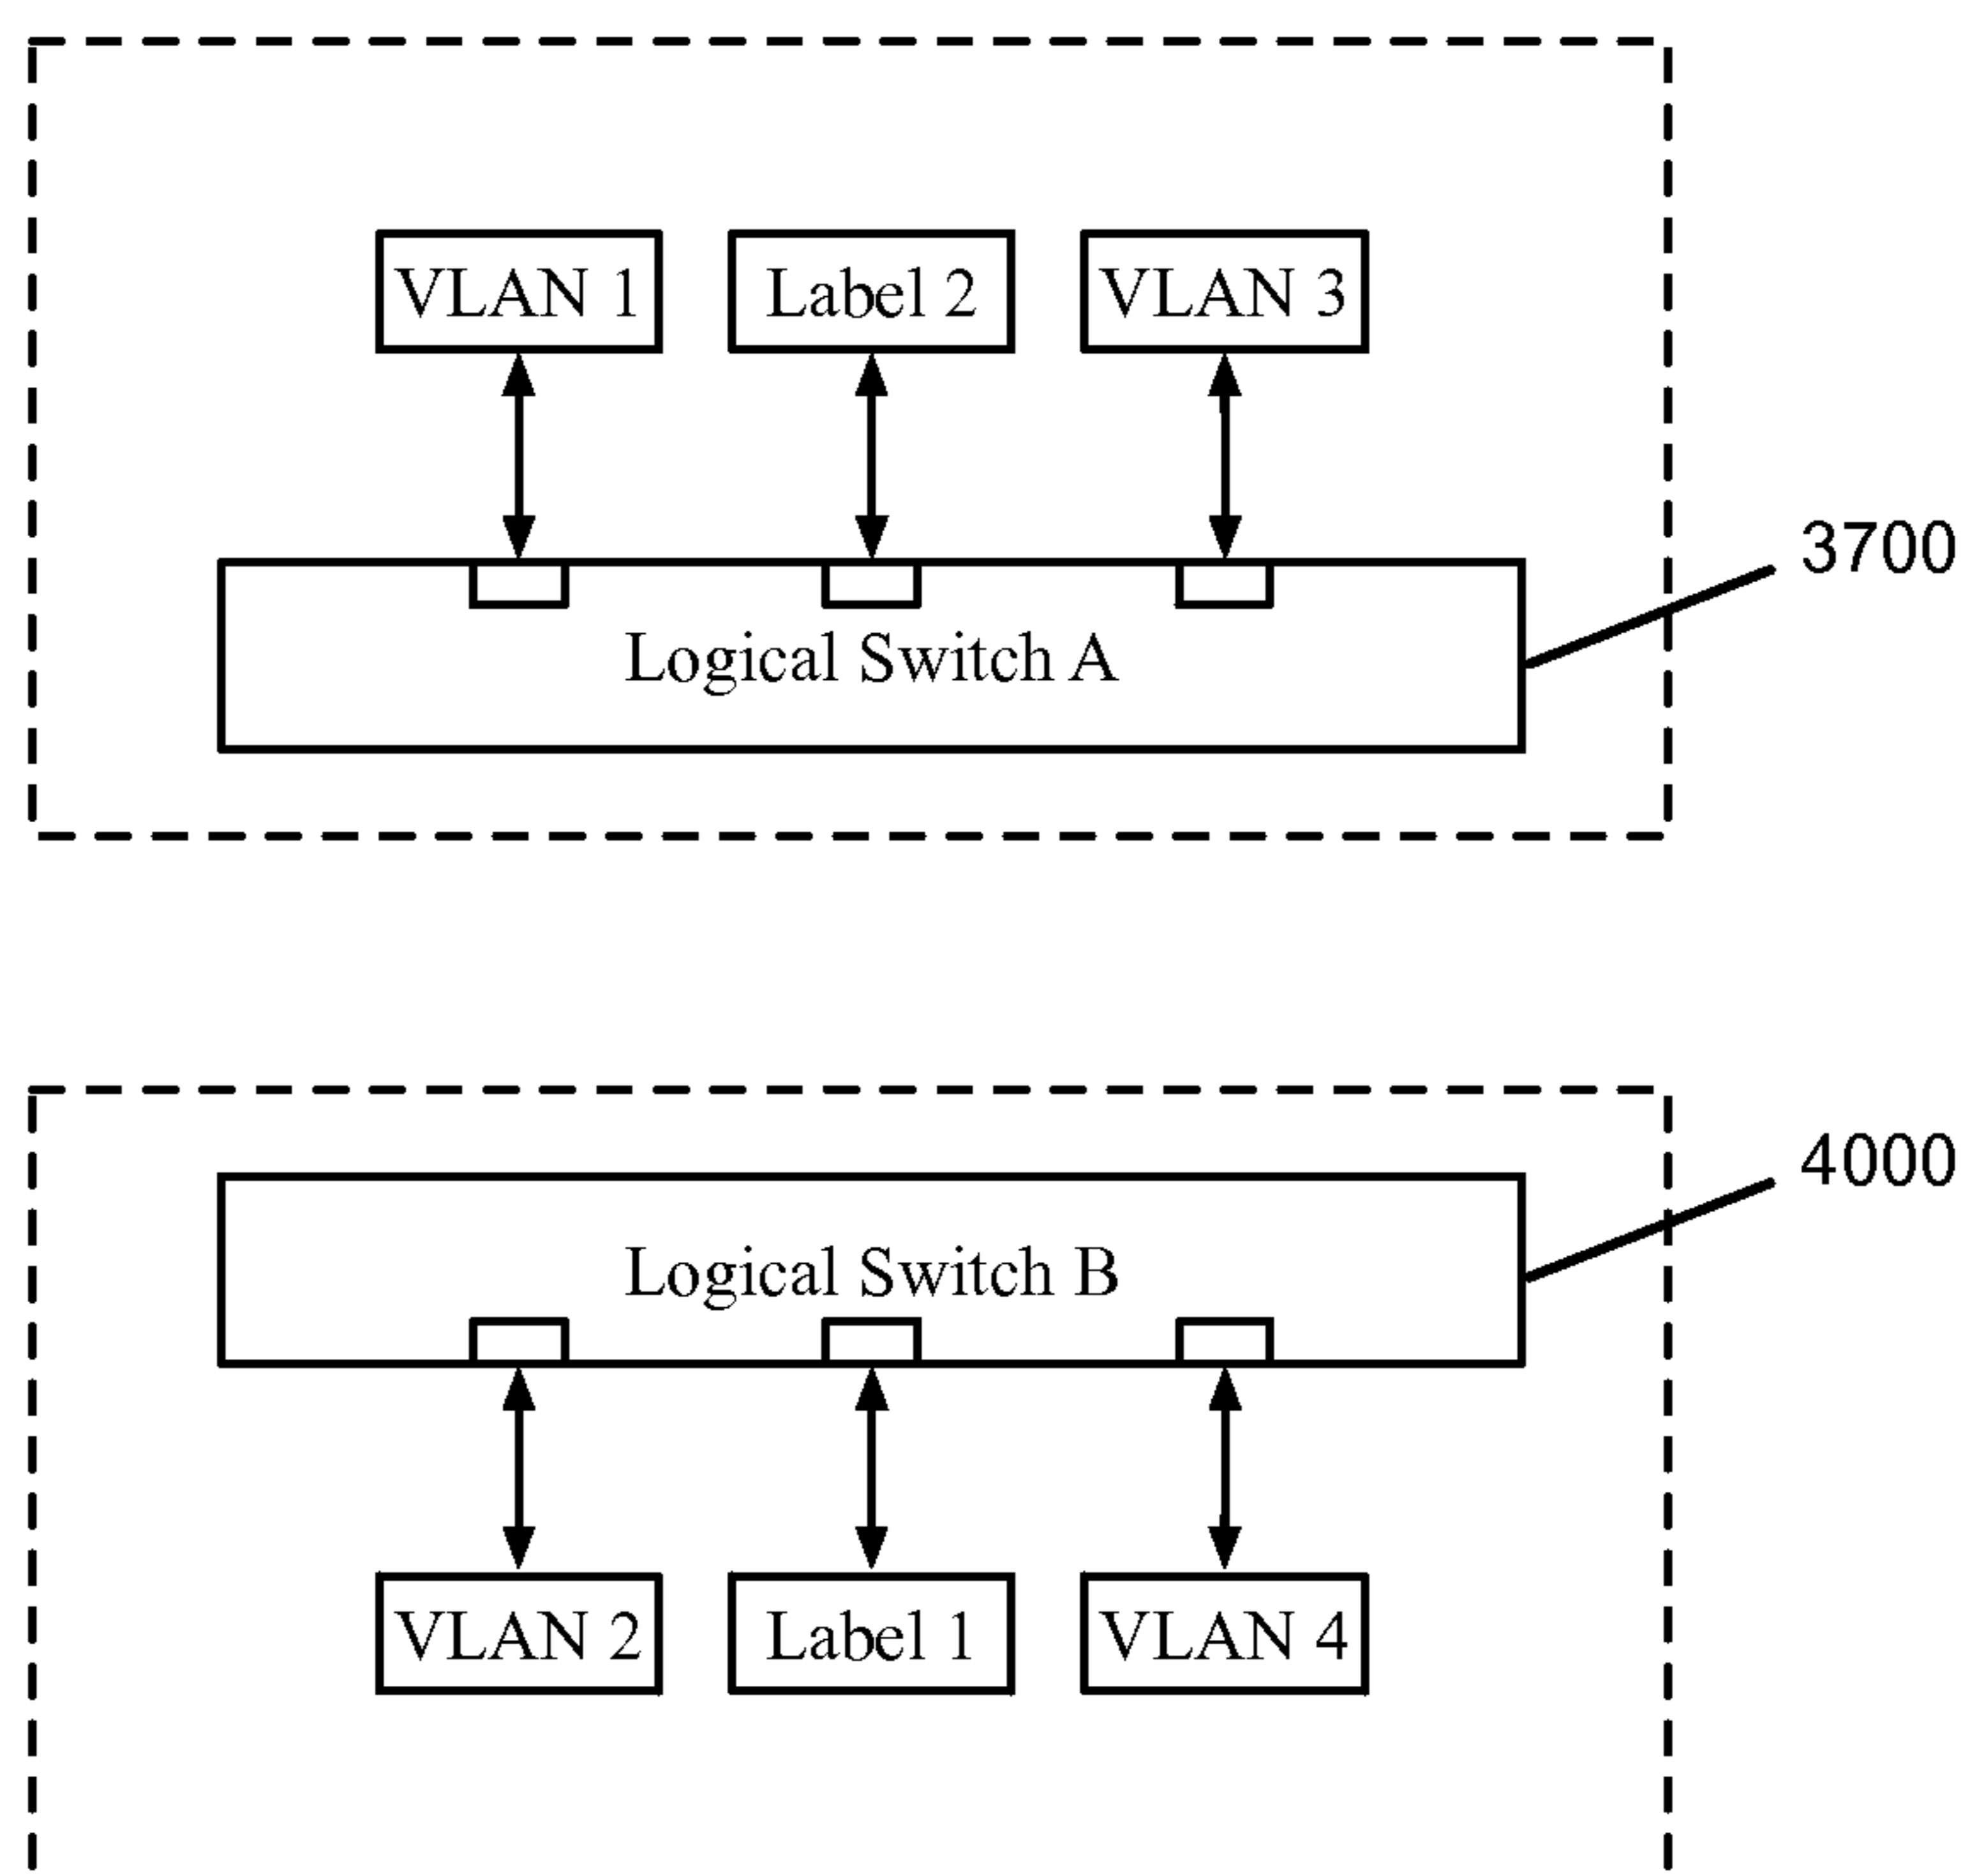 VLAN 1
Label 2
VLAN 3
3700
Logical Switch A
4000
Logical Switch B
VLAN 2
Label 1
VLAN 4